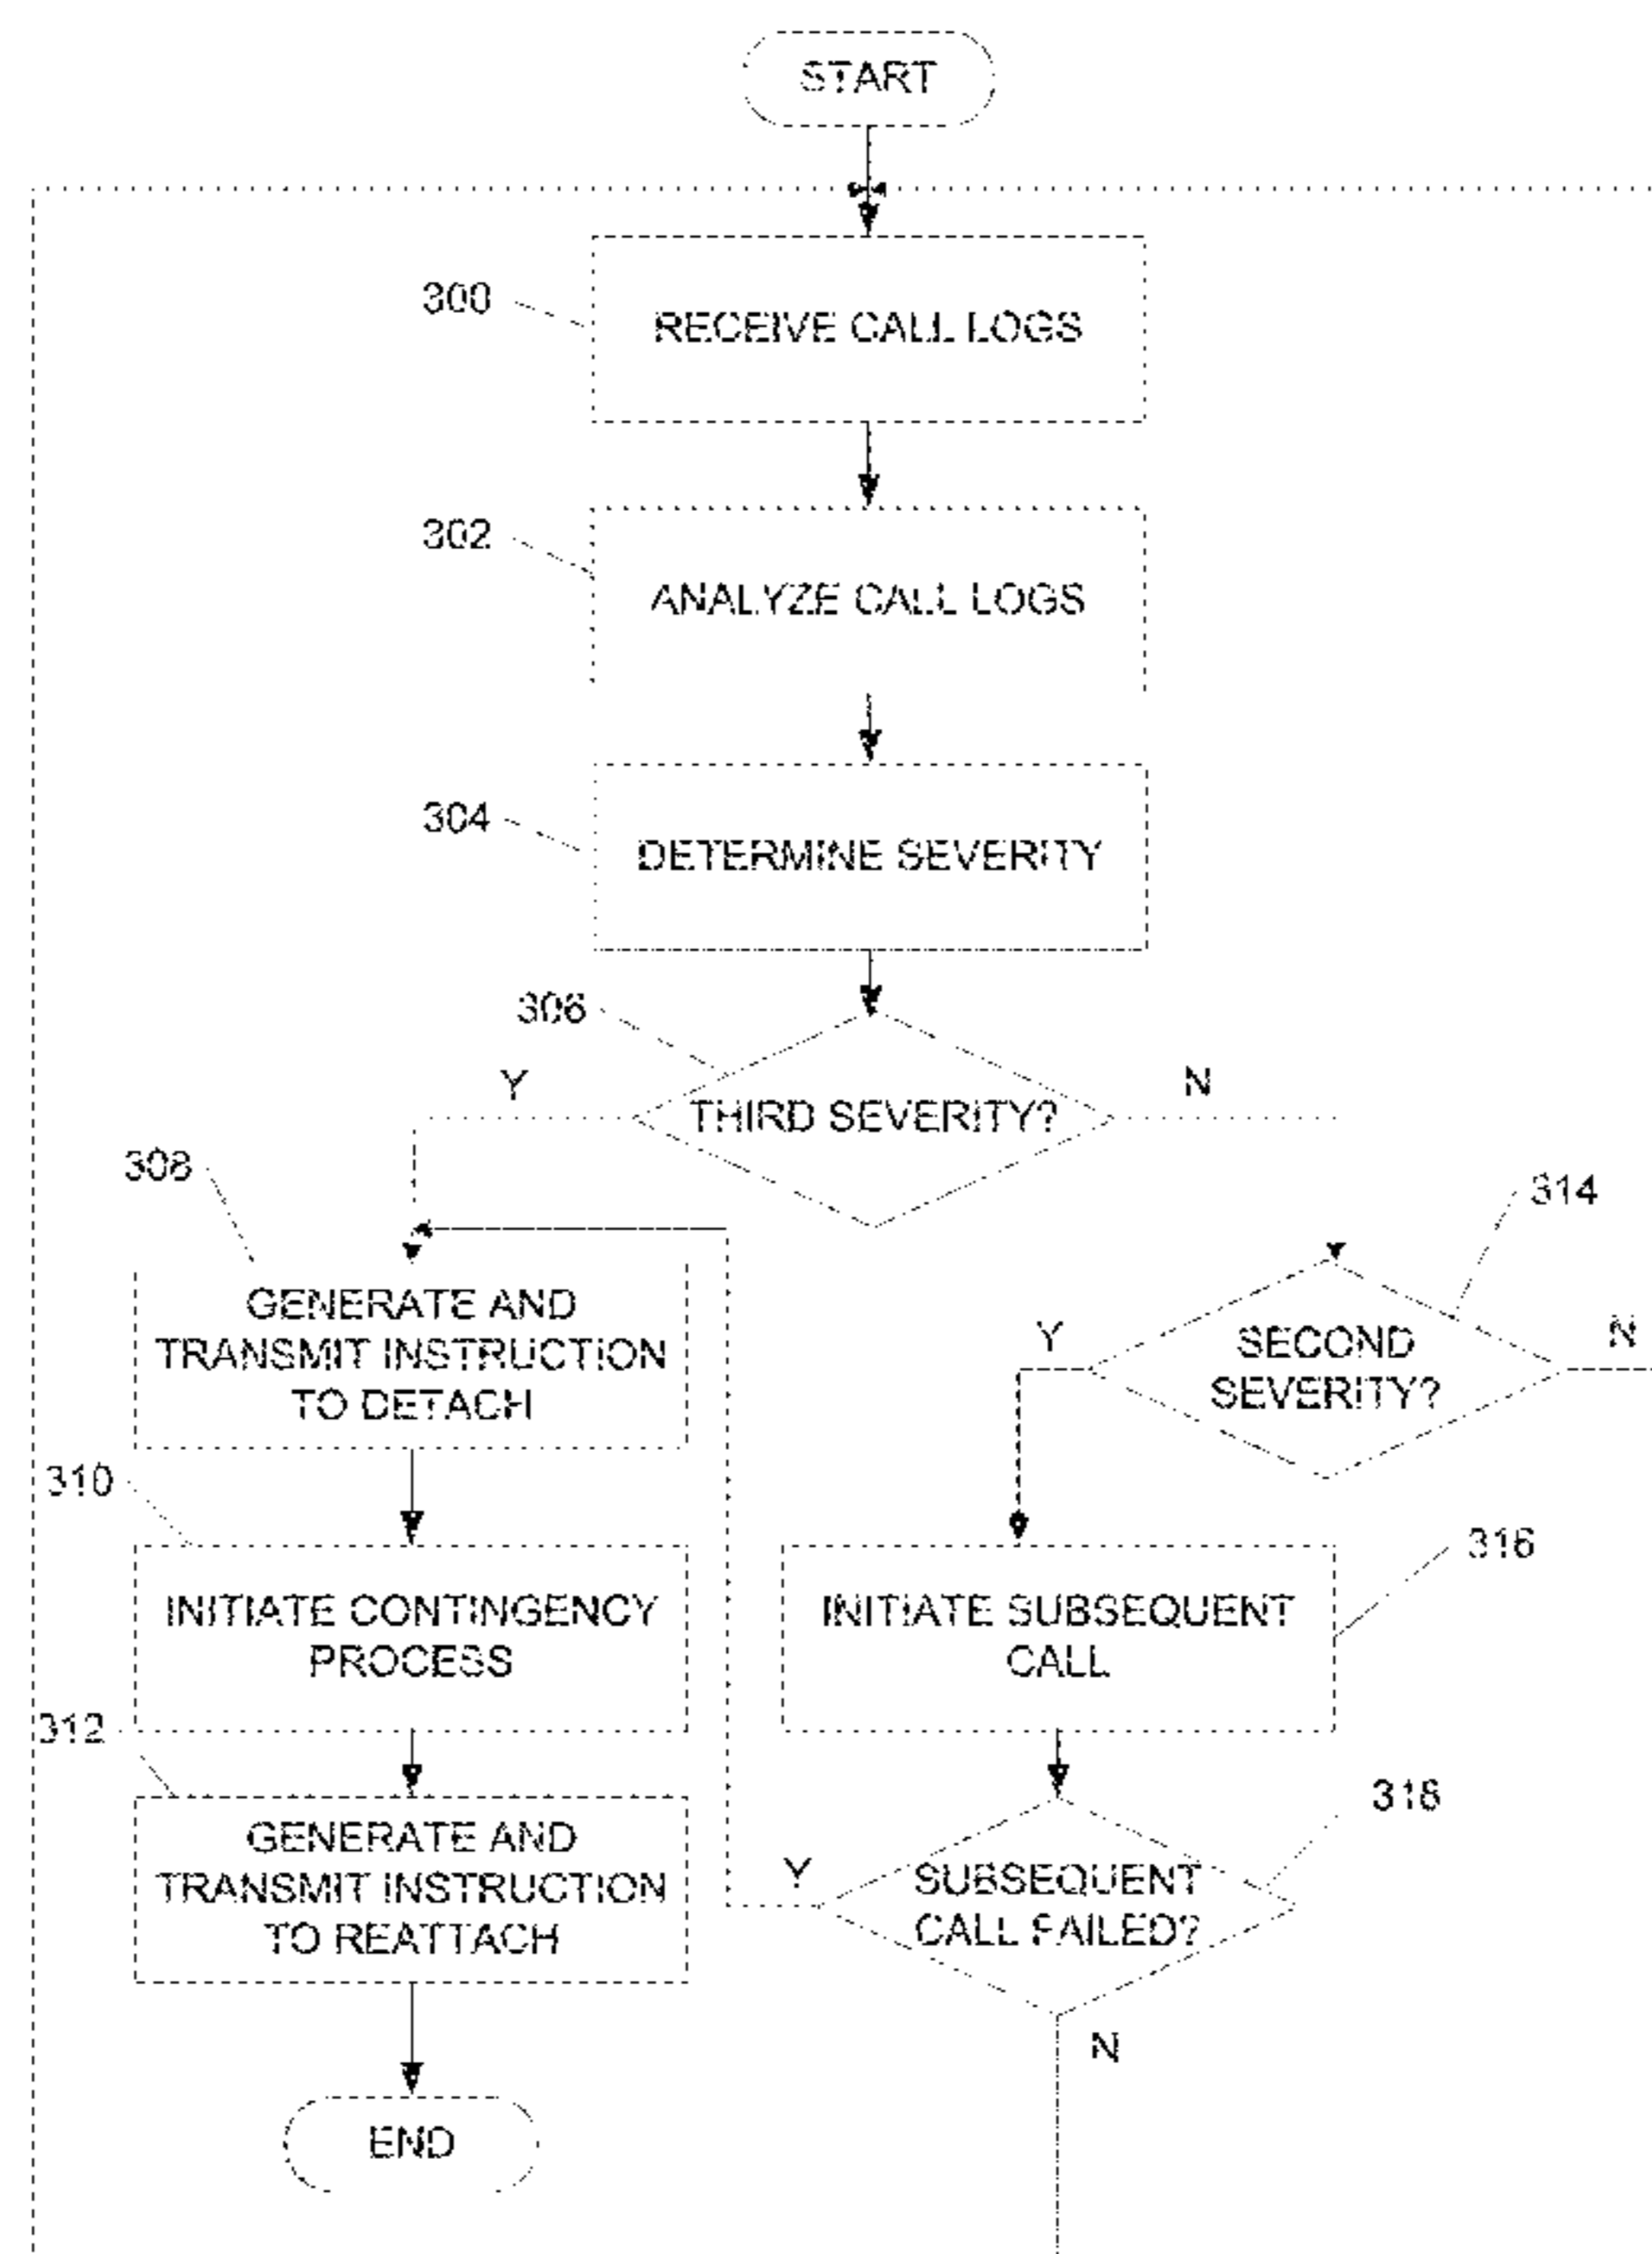 START
300
RECEIVE CALL LOGS
302
ANALYZE CALL LOGS
304
DETERMINE SEVERITY
306
Y
THIRD SEVERITY?
N
308
GENERATE AND
TRANSMIT INSTRUCTION
TO DETACH
314
Y
SECOND
SEVERITY?
N
310
INITIATE CONTINGENCY
PROCESS
316
INITIATE SUBSEQUENT
CALL
312
GENERATE AND
TRANSMIT INSTRUCTION
TO REATTACH
318
Y
SUBSEQUENT
CALL FAILED?
N
END